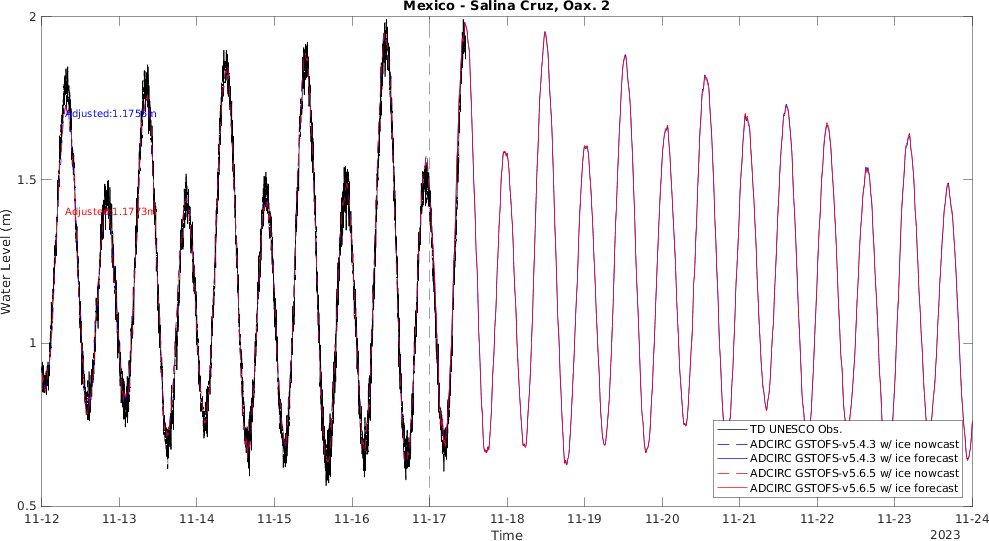 Mexico - Salina Cruz, Oax. 2
Water Level (m)
2
1.5
1
0.5
Adjusted:1.1753m
Adjusted:1.1773m
TD UNESCO Obs.
ADCIRC GSTOFS-v5.4.3 w/ ice nowcast
ADCIRC GSTOFS-v5.4.3 w/ ice forecast
ADCIRC GSTOFS-v5.6.5 w/ ice nowcast
ADCIRC GSTOFS-v5.6.5 w/ ice forecast
11-12 11-13 11-14 11-15 11-16 11-17 11-18 11-19 11-20 11-21 11-22 11-23 11-24
Time
2023